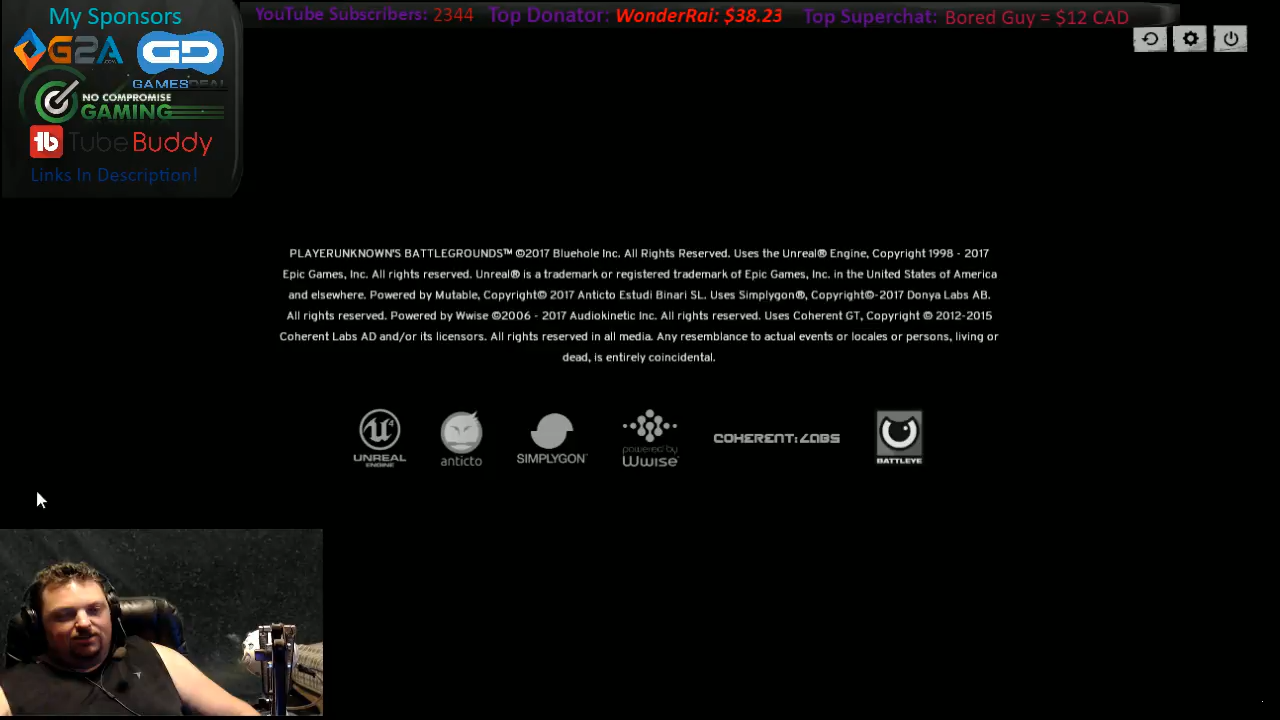 My Sponsors
YouTube Subscribers: 2344 Top Donator: WonderRai: $38.23 Top Superchat: Bored Guy = $12 CAD
G2A.COM GD
GAMESDEAL
NO COMPROMISE
GAMING
tb TubeBuddy
Links In Description!
PLAYERUNKNOWN'S BATTLEGROUNDS™ ©2017 Bluehole Inc. All Rights Reserved. Uses the Unreal® Engine, Copyright 1998 - 2017
Epic Games, Inc. All rights reserved. Unreal® is a trademark or registered trademark of Epic Games, Inc. in the United States of America
and elsewhere. Powered by Mutable, Copyright© 2017 Anticto Estudi Binari SL. Uses Simplygon®, Copyright©-2017 Donya Labs AB.
All rights reserved. Powered by Wwise ©2006 - 2017 Audiokinetic Inc. All rights reserved. Uses Coherent GT, Copyright © 2012-2015
Coherent Labs AD and/or its licensors. All rights reserved in all media. Any resemblance to actual events or locales or persons, living or
dead, is entirely coincidental.
UNREAL
ENGINE
anticto
SIMPLYGON
powered by
Wwise
COHERENT:LABS
BATTLEYE